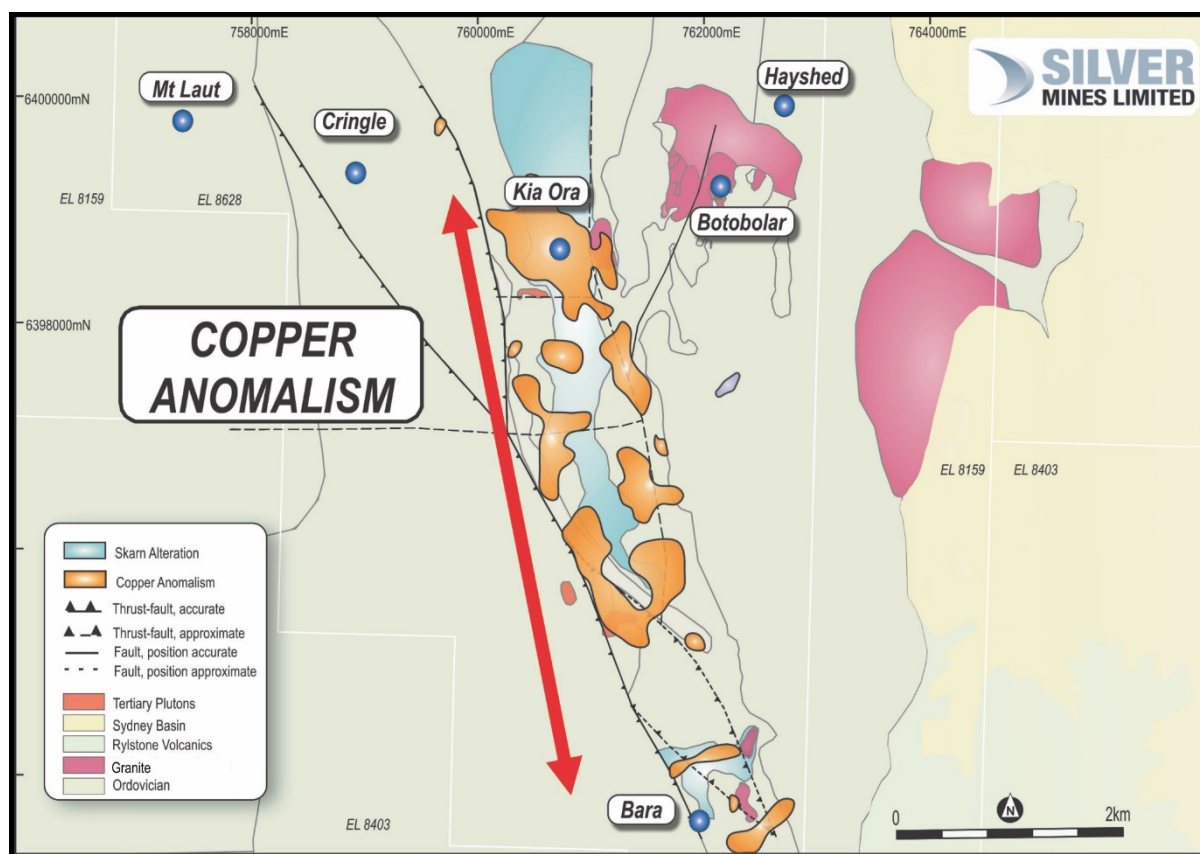 758000mE
760000mE
762000mE
764000mE
SILVER
MINES LIMITED
6400000mN
Mt Laut
Cringle
Hayshed
Kia Ora
Botobolar
EL 8159
EL 8628
6398000mN
COPPER
ANOMALISM
EL 8159
EL 8403
Skarn Alteration
Copper Anomalism
Thrust-fault, accurate
Thrust-fault, approximate
Fault, position accurate
Fault, position approximate
Tertiary Plutons
Sydney Basin
Rylstone Volcanics
Granite
Ordovician
Bara
EL 8403
N
0
2km